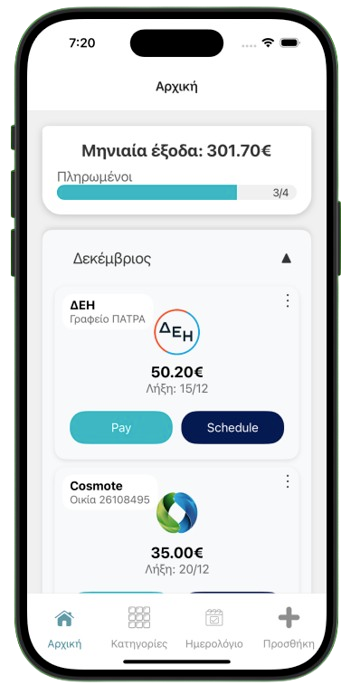 7:20
Αρχική
Μηνιαία έξοδα: 301.70€
Πληρωμένοι
3/4
Δεκέμβριος
ΔΕΗ
Γραφείο ΠΑΤΡΑ
ΔΕΗ
50.20€
Λήξη: 15/12
Pay
Schedule
Cosmote
Οικία 26108495
35.00€
Λήξη: 20/12
Αρχική
Κατηγορίες
Ημερολόγιο
Προσθήκη